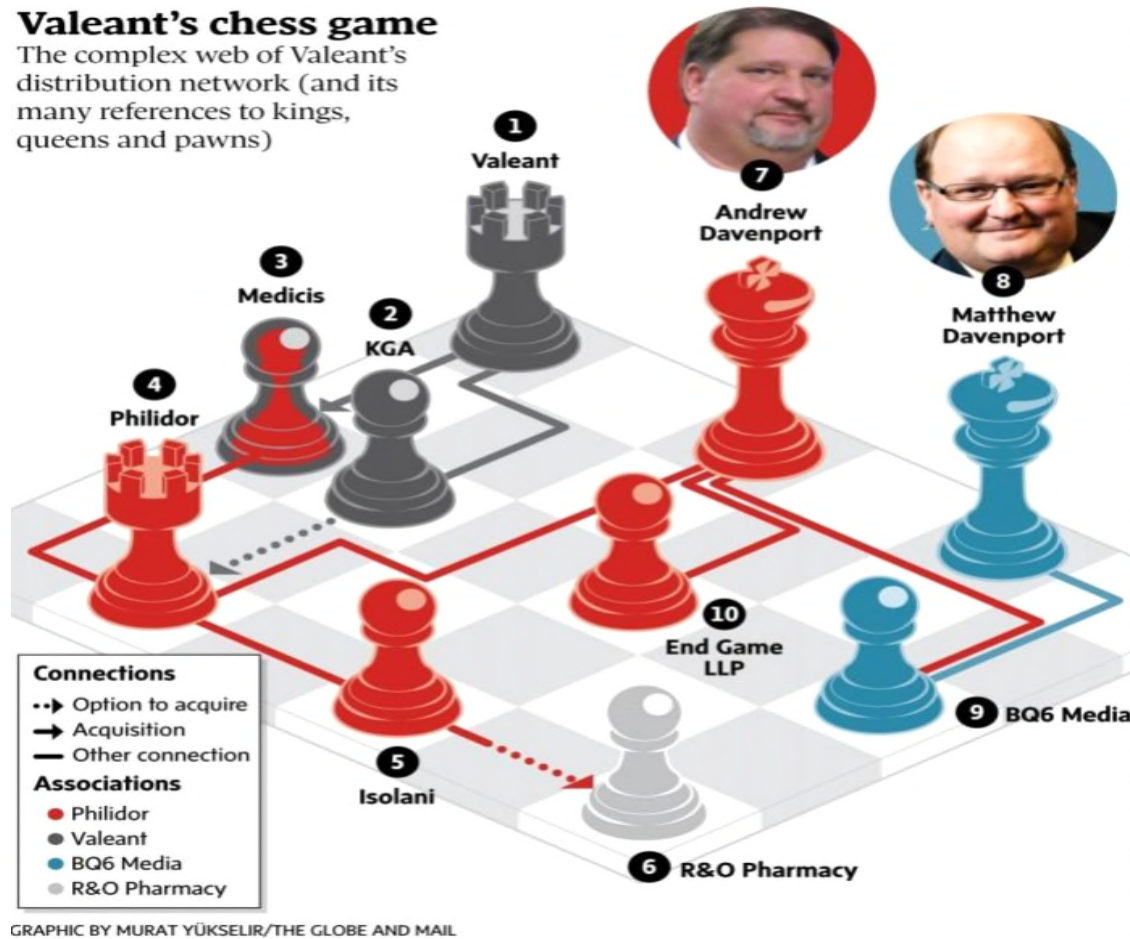 Valeant's chess game
The complex web of Valeant's
distribution network (and its
many references to kings,
queens and pawns)
1
Valeant
7
Andrew
Davenport
8
Matthew
Davenport
3
Medicis
2
KGA
4
Philidor
10
End Game
LLP
9 BQ6 Media
5
Isolani
6 R&O Pharmacy
Connections
Option to acquire
Acquisition
Other connection
Associations
Philidor
Valeant
BQ6 Media
R&O Pharmacy
GRAPHIC BY MURAT YÜKSELIR/THE GLOBE AND MAIL